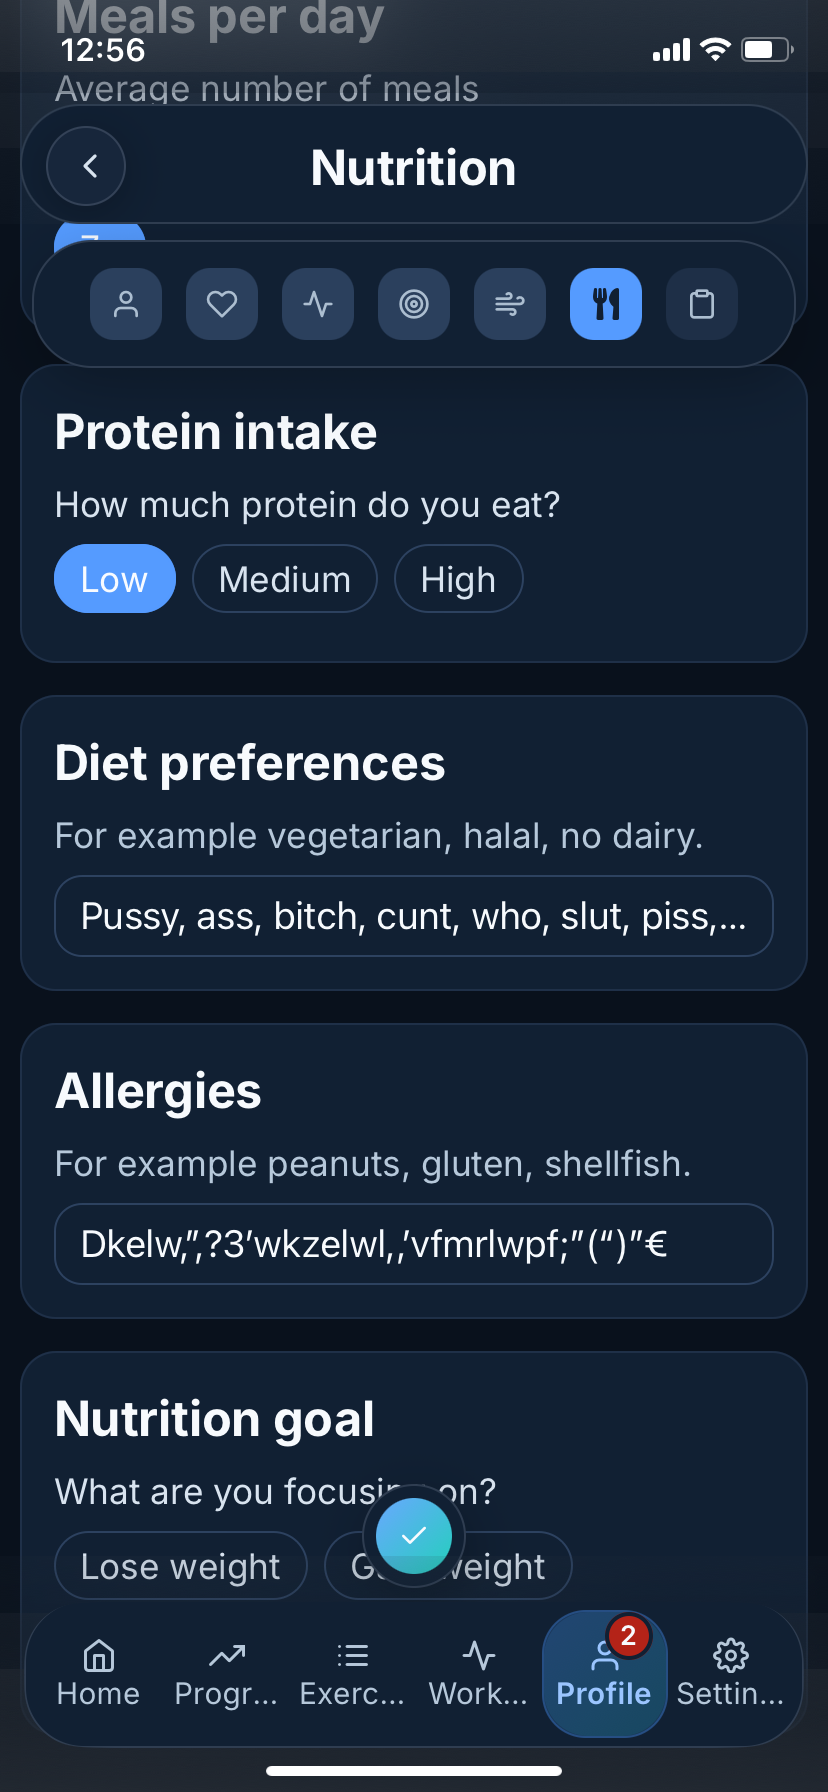 Meals per day
12:56
Average number of meals
Nutrition
Protein intake
How much protein do you eat?
Low
Medium
High
Diet preferences
For example vegetarian, halal, no dairy.
Pussy, ass, bitch, cunt, who, slut, piss,...
Allergies
For example peanuts, gluten, shellfish.
Dkelw,”,?3’wkzelwl,,’vfmrlwpf;”(“)”€
Nutrition goal
What are you focusing on?
Lose weight
weight
2
Home
Progr...
Exerc...
Work...
Profile
Settin...